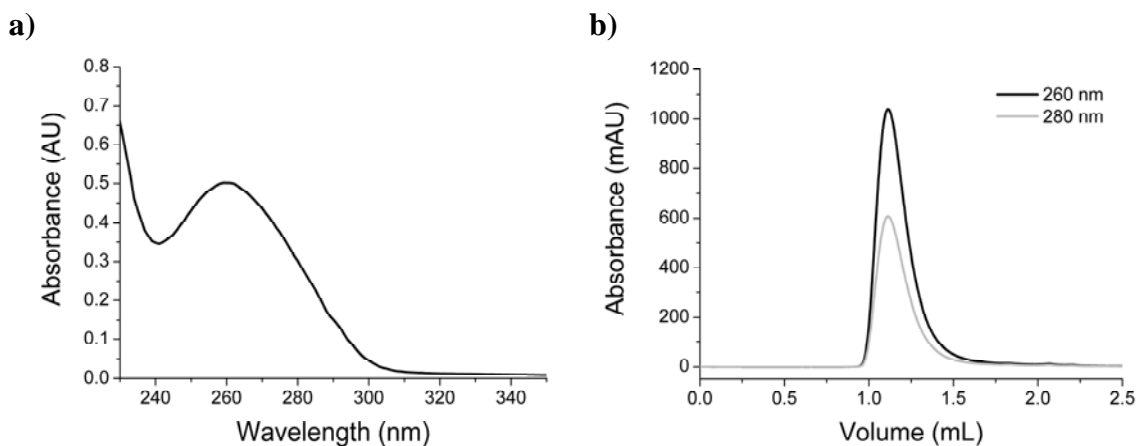 a)
0.8
0.7
0.6
0.5
0.4
0.3
0.2
0.1
0.0
Absorbance (AU)
240 260 280 300 320 340
Wavelength (nm)
b)
1200
1000
800
600
400
200
0
Absorbance (mAU)
260 nm
280 nm
0.0 0.5 1.0 1.5 2.0 2.5
Volume (mL)